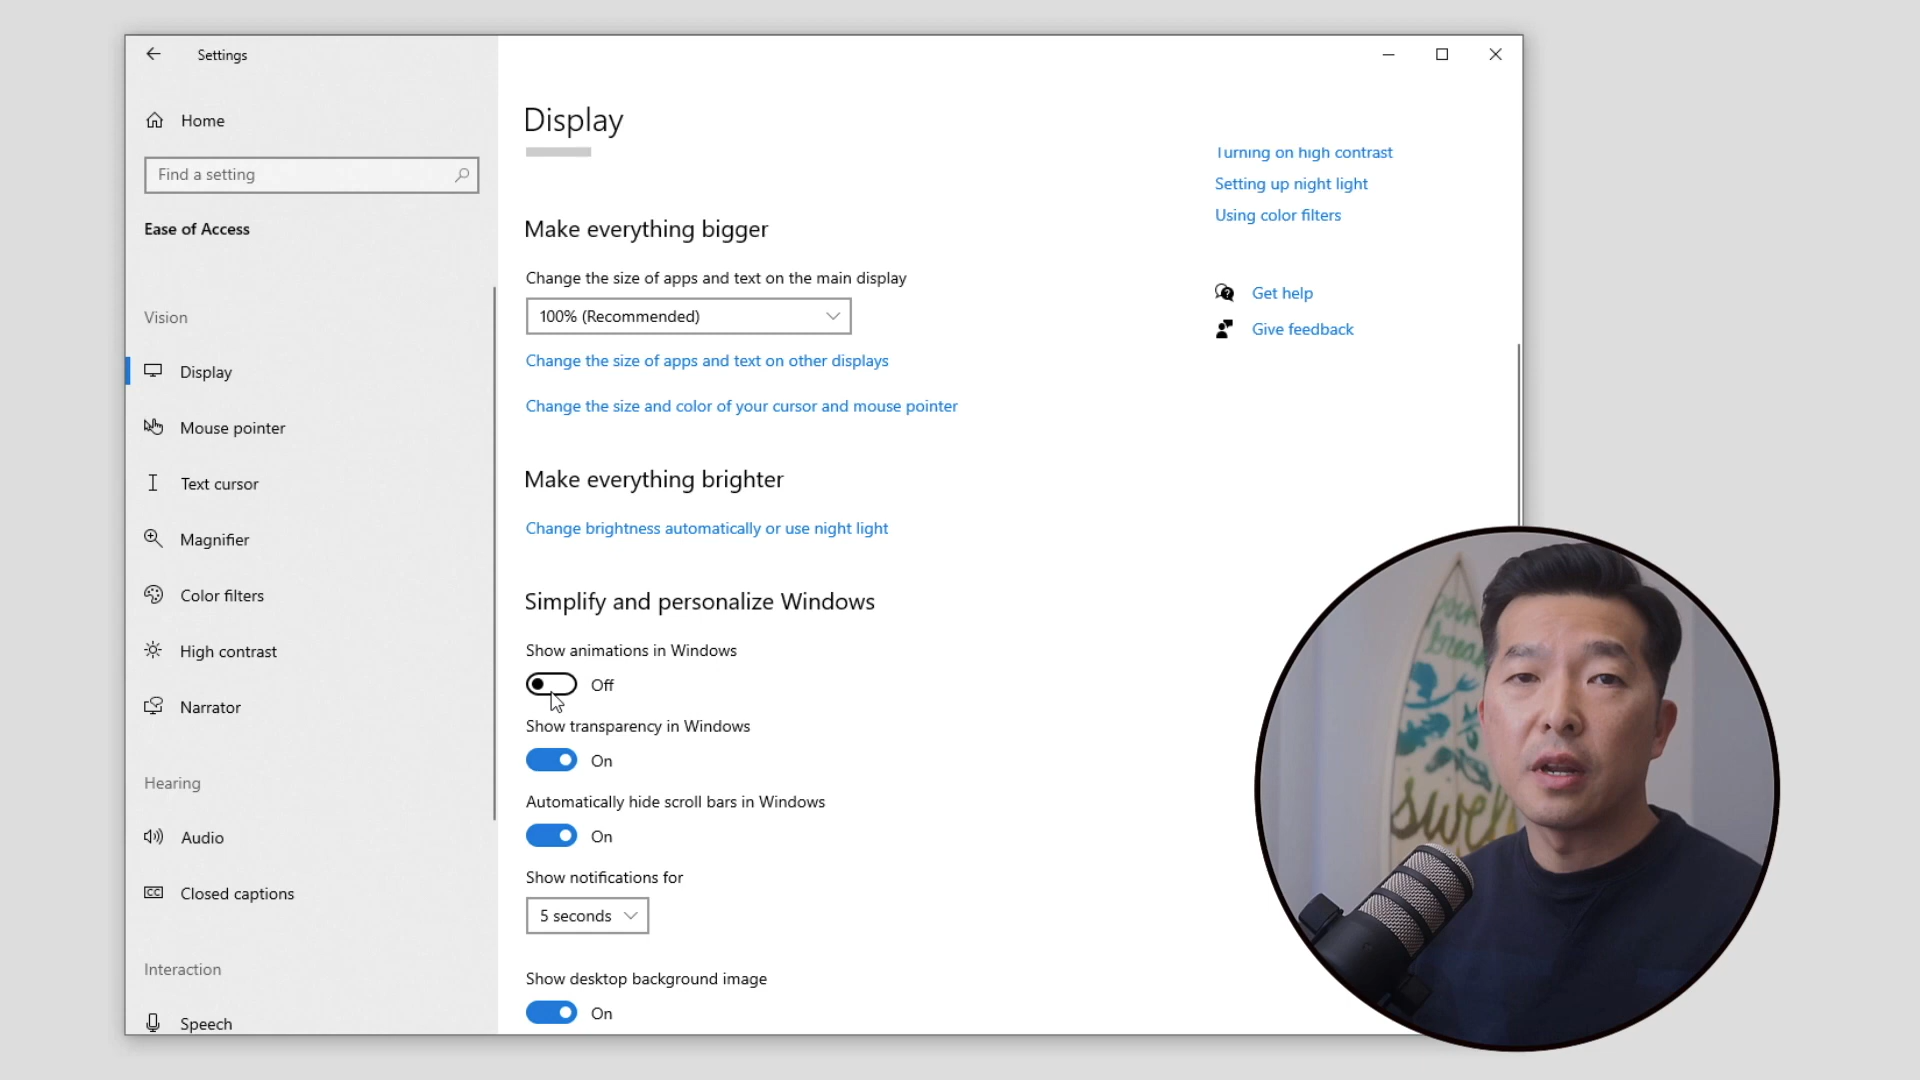 Settings
Home
Find a setting
Ease of Access
Vision
Display
Mouse pointer
Text cursor
Magnifier
Color filters
High contrast
Narrator
Hearing
Audio
Closed captions
Interaction
Speech
Display
Make everything bigger
Change the size of apps and text on the main display
100% (Recommended)
Change the size of apps and text on other displays
Change the size and color of your cursor and mouse pointer
Make everything brighter
Change brightness automatically or use night light
Simplify and personalize Windows
Show animations in Windows
Off
Show transparency in Windows
On
Automatically hide scroll bars in Windows
On
Show notifications for
5 seconds
Show desktop background image
On
Turning on high contrast
Setting up night light
Using color filters
Get help
Give feedback